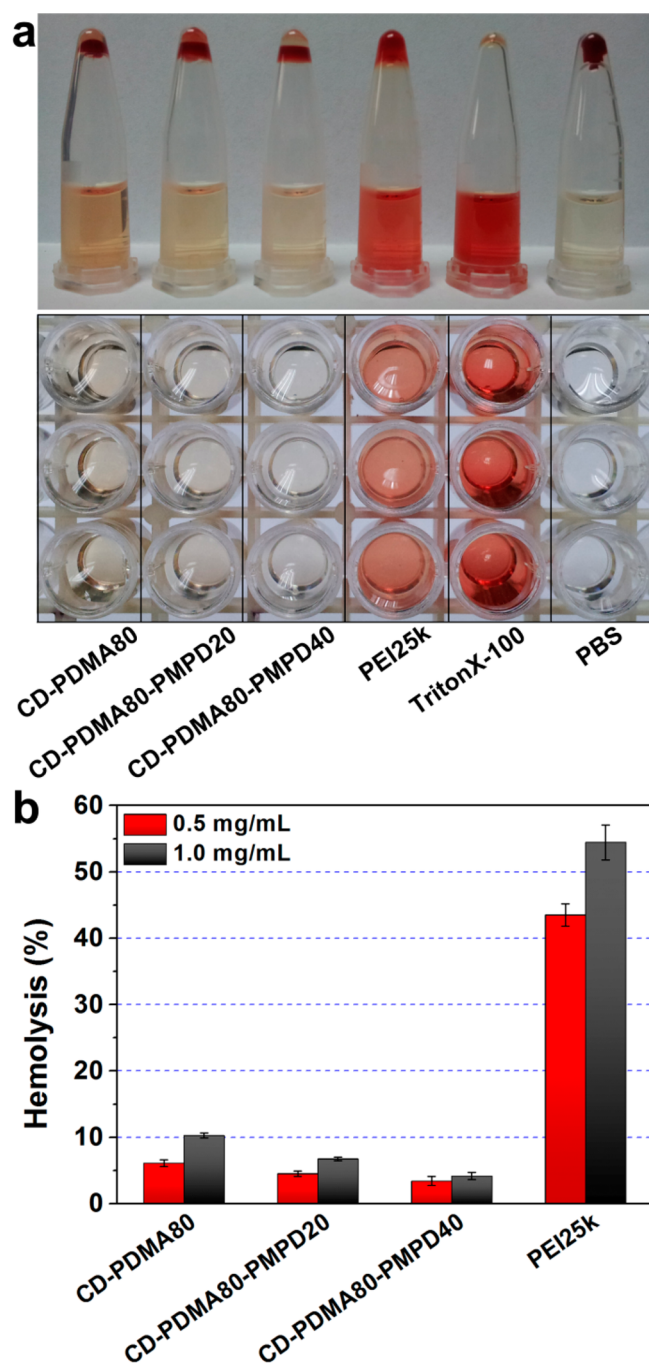 a
CD-PDMA80
CD-PDMA80-PMPD20
CD-PDMA80-PMPD40
PEI25k
TritonX-100
PBS
b
0.5 mg/mL
1.0 mg/mL
Hemolysis (%)
60
50
40
30
20
10
0
CD-PDMA80
CD-PDMA80-PMPD20
CD-PDMA80-PMPD40
PEI25k